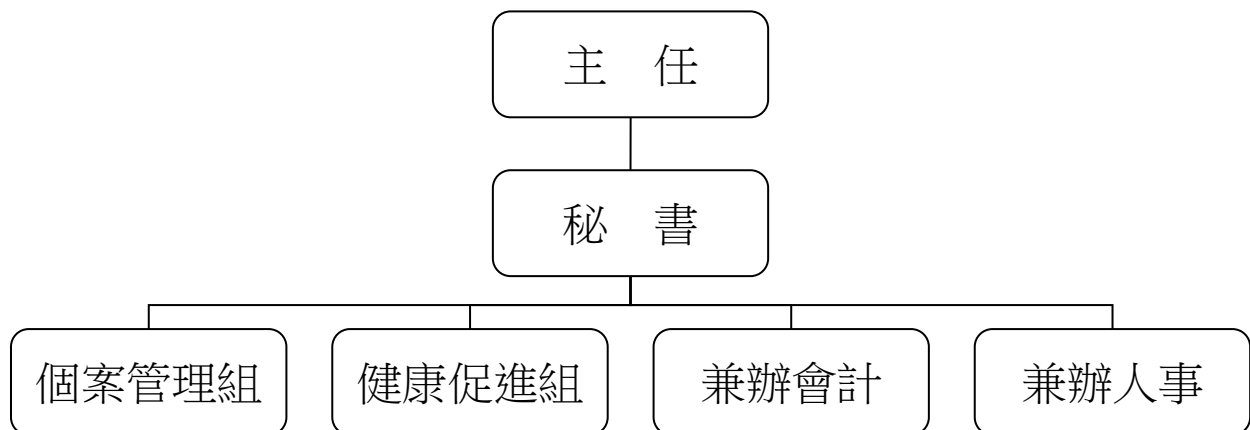 主　任
秘　書
個案管理組
健康促進組
兼辦會計
兼辦人事